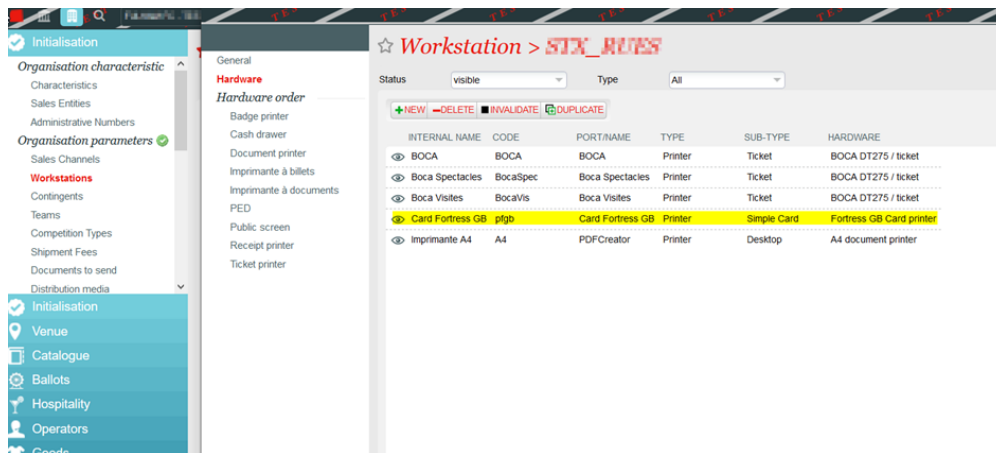 TES
TES
TES
TES
TES
Initialisation
Organisation characteristic
Characteristics
Sales Entities
Administrative Numbers
Organisation parameters
Sales Channels
Workstations
Contingents
Teams
Competition Types
Shipment Fees
Documents to send
Distribution media
Initialisation
Venue
Catalogue
Ballots
Hospitality
Operators
Goods
General
Hardware
Hardware order
Badge printer
Cash drawer
Document printer
Imprimante à billets
Imprimante à documents
PED
Public screen
Receipt printer
Ticket printer
Workstation >
Status visible Type All
NEW DELETE INVALIDATE DUPLICATE
INTERNAL NAME CODE PORT/NAME TYPE SUB-TYPE HARDWARE
BOCA BOCA BOCA Printer Ticket BOCA DT275 / ticket
Boca Spectacles BocaSpec Boca Spectacles Printer Ticket BOCA DT275 / ticket
Boca Visites BocaVis Boca Visites Printer Ticket BOCA DT275 / ticket
Card Fortress GB pfgb Card Fortress GB Printer Simple Card Fortress GB Card printer
Imprimante A4 A4 PDFCreator Printer Desktop A4 document printer